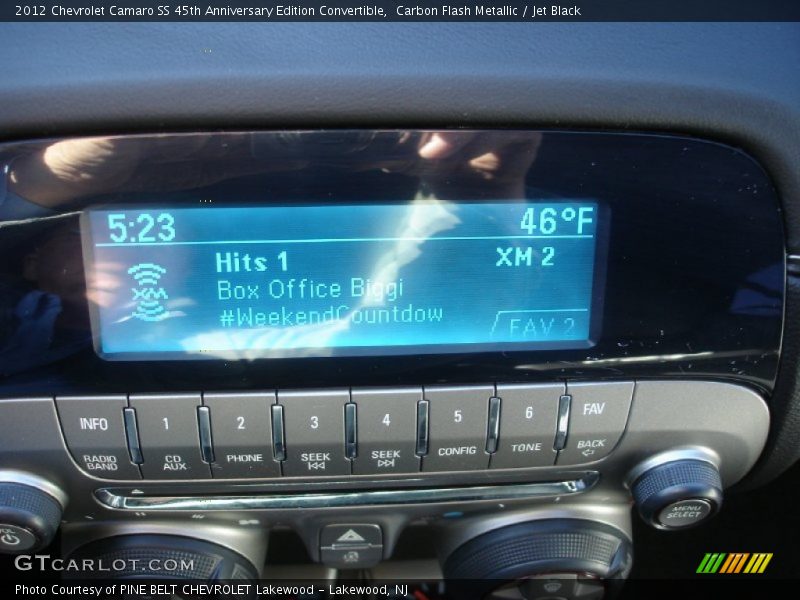 2012 Chevrolet Camaro SS 45th Anniversary Edition Convertible,  Carbon Flash Metallic / Jet Black
5:23
46°F
Hits 1
XM 2
XM
Box Office Biggi
#WeekendCountdow
FAV 2
INFO
1
2
3
4
5
6
FAV
RADIO
BAND
CD
AUX
PHONE
SEEK
SEEK
CONFIG
TONE
BACK
VOL
MENU
SELECT
GTCARLOT.COM
Photo Courtesy of PINE BELT CHEVROLET Lakewood - Lakewood, NJ